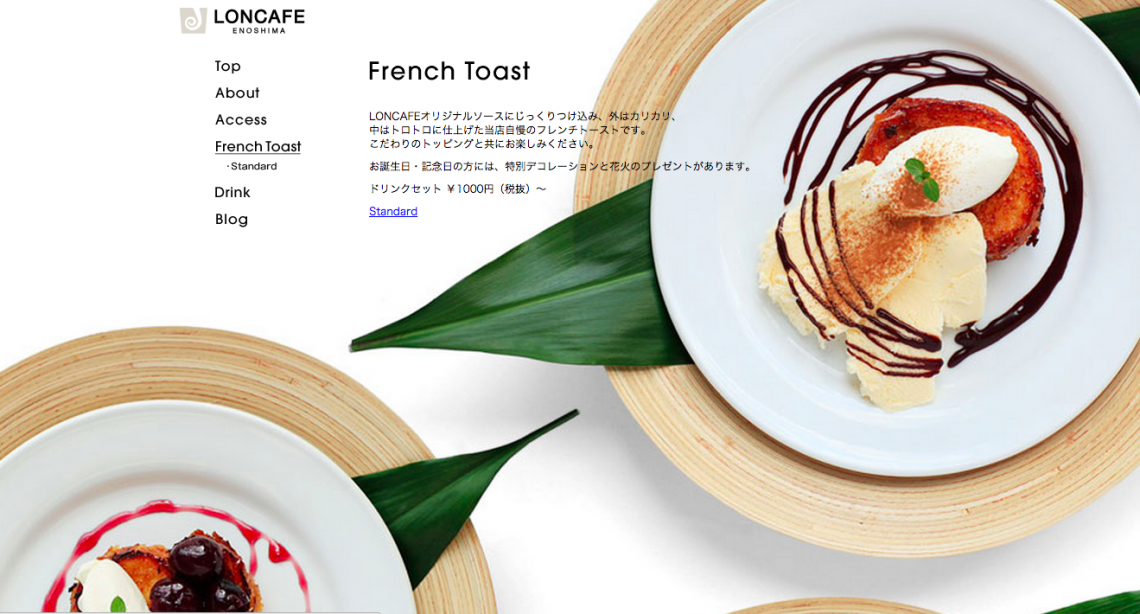 LONCAFE
ENOSHIMA
Top
About
Access
French Toast
・Standard
Drink
Blog
French Toast
LONCAFEオリジナルソースにじっくりつけ込み、外はカリカリ、
中はトロトロに仕上げた当店自慢のフレンチトーストです。
こだわりのトッピングと共にお楽しみください。
お誕生日・記念日の方には、特別デコレーションと花火のプレゼントがあります。
ドリンクセット ￥1000円（税抜）〜
Standard